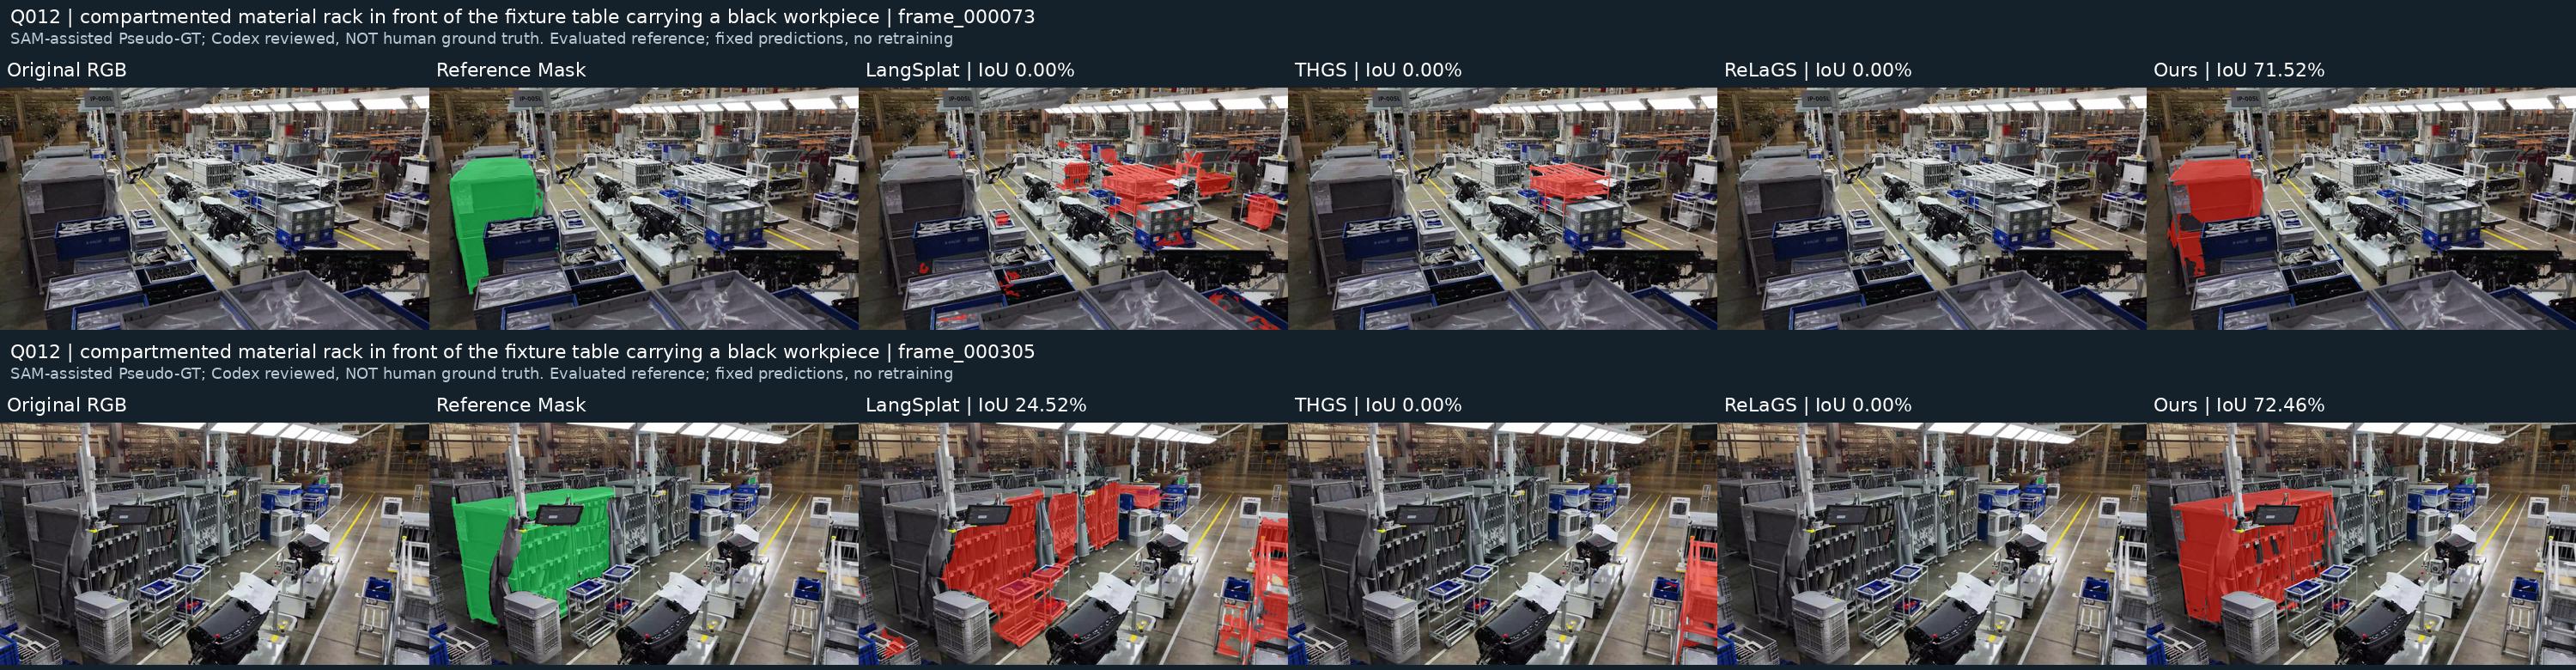 Q012 | compartmented material rack in front of the fixture table carrying a black workpiece | frame_000073
SAM-assisted Pseudo-GT; Codex reviewed, NOT human ground truth. Evaluated reference; fixed predictions, no retraining
Original RGB
Reference Mask
LangSplat | IoU 0.00%
THGS | IoU 0.00%
ReLaGS | IoU 0.00%
Ours | IoU 71.52%
Q012 | compartmented material rack in front of the fixture table carrying a black workpiece | frame_000305
SAM-assisted Pseudo-GT; Codex reviewed, NOT human ground truth. Evaluated reference; fixed predictions, no retraining
Original RGB
Reference Mask
LangSplat | IoU 24.52%
THGS | IoU 0.00%
ReLaGS | IoU 0.00%
Ours | IoU 72.46%